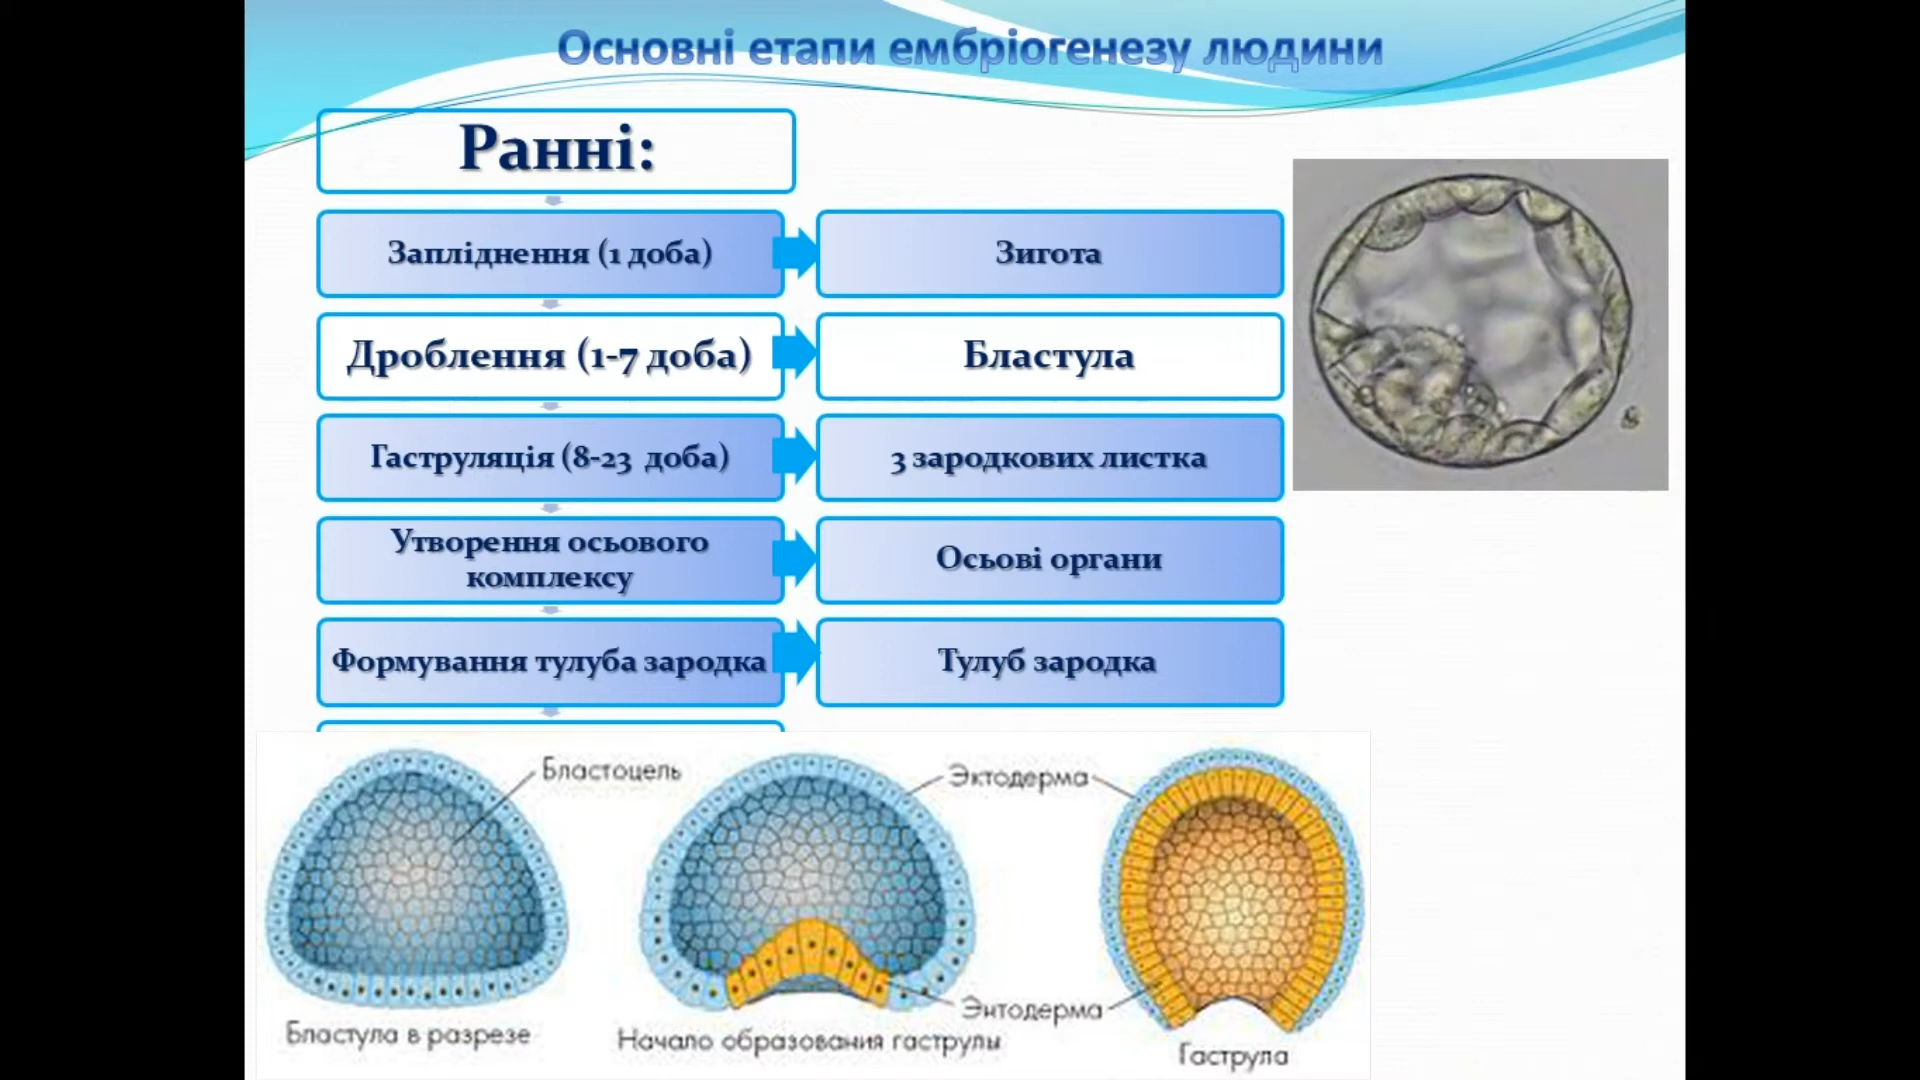 Основні етапи ембріогенезу людини
Ранні:
Запліднення (1 доба)
Зигота
Дроблення (1-7 доба)
Бластула
Гаструляція (8-23 доба)
3 зародкових листка
Утворення осьового
комплексу
Осьові органи
Формування тулуба зародка
Тулуб зародка
Бластоцель
Эктодерма
Энтодерма
Бластула в разрезе
Начало образования гаструлы
Гаструла